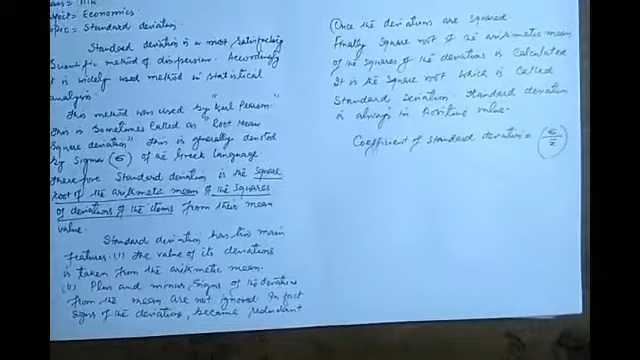 = IIIrd
= Economics
= Standard deviation
Standard deviation is a most satisfactory
scientific method of dispersion. Accordingly
it is widely used method in statistical
analysis.
This method was used by "Karl Pearson"
This is sometimes called as "Root Mean
Square deviation". This is generally denoted
by Sigma (σ) of the Greek Language
Therefore Standard deviation is the Square
Root of the arithmetic mean of the squares
of deviations of the items from their mean
value.
Standard deviation has two main
features. (i) The value of its deviations
is taken from the arithmetic mean.
(ii) Plus and minus signs of the deviations
from the mean are not ignored. In fact
signs of the deviation, became redundant
Once the deviations are squared.
Finally square root of the arithmetic mean
of the squares of the deviations is calculated
It is the square root which is called
Standard Deviation. Standard deviation
is always in Positive value.
Coefficient of Standard deviation =